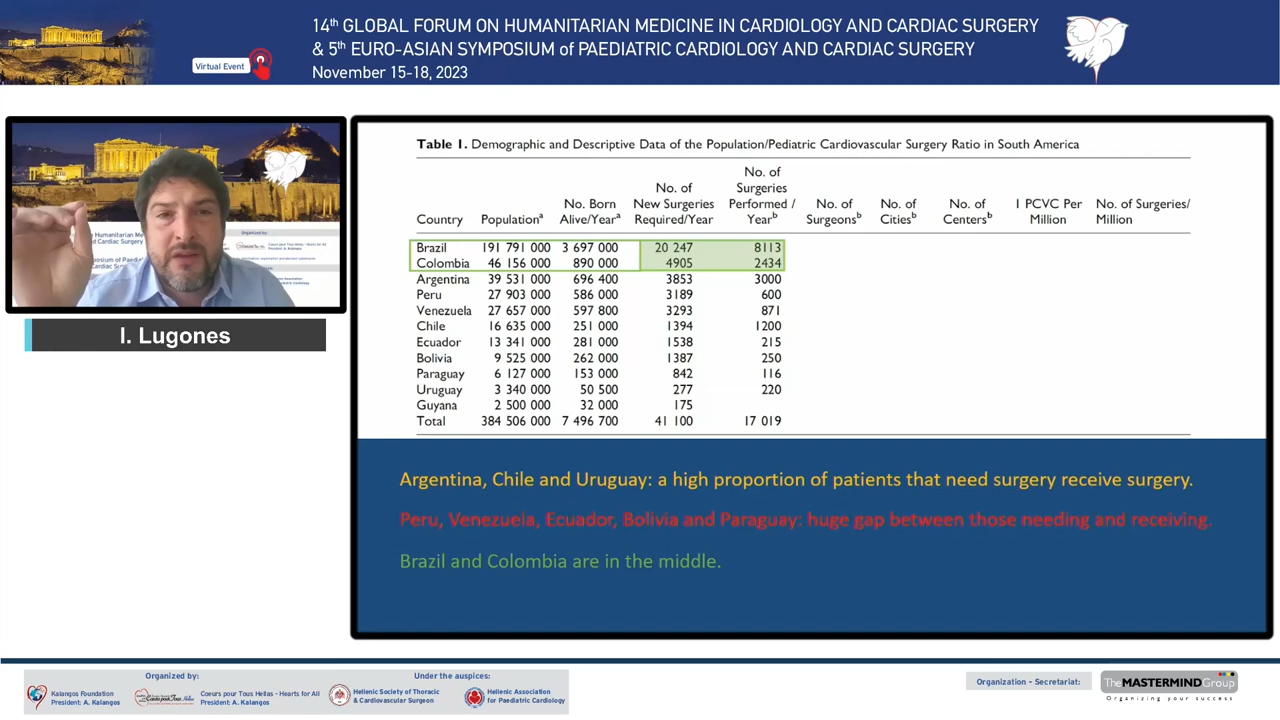 14th GLOBAL FORUM ON HUMANITARIAN MEDICINE IN CARDIOLOGY AND CARDIAC SURGERY
& 5th EURO-ASIAN SYMPOSIUM of PAEDIATRIC CARDIOLOGY AND CARDIAC SURGERY
Virtual Event
November 15-18, 2023
I. Lugones
Table 1. Demographic and Descriptive Data of the Population/Pediatric Cardiovascular Surgery Ratio in South America
Country Populationᵃ No. Born Alive/Yearᵃ No. of New Surgeries Required/Year No. of Surgeries Performed / Yearᵇ No. of Surgeonsᵇ No. of Citiesᵇ No. of Centersᵇ 1 PCVC Per Million No. of Surgeries/ Million
Brazil 191 791 000 3 697 000 20 247 8113
Colombia 46 156 000 890 000 4905 2434
Argentina 39 531 000 696 400 3853 3000
Peru 27 903 000 586 000 3189 600
Venezuela 27 657 000 597 800 3293 871
Chile 16 635 000 251 000 1394 1200
Ecuador 13 341 000 281 000 1538 215
Bolivia 9 525 000 262 000 1387 250
Paraguay 6 127 000 153 000 842 116
Uruguay 3 340 000 50 500 277 220
Guyana 2 500 000 32 000 175
Total 384 506 000 7 496 700 41 100 17 019
Argentina, Chile and Uruguay: a high proportion of patients that need surgery receive surgery.
Peru, Venezuela, Ecuador, Bolivia and Paraguay: huge gap between those needing and receiving.
Brazil and Colombia are in the middle.
Organized by:
Kalangos Foundation
President: A. Kalangos
Coeurs pour Tous Hellas - Hearts for All
President: A. Kalangos
Under the auspices:
Hellenic Society of Thoracic
& Cardiovascular Surgeon
Hellenic Association
for Paediatric Cardiology
Organization - Secretariat:
The MASTERMIND Group
Organizing your success